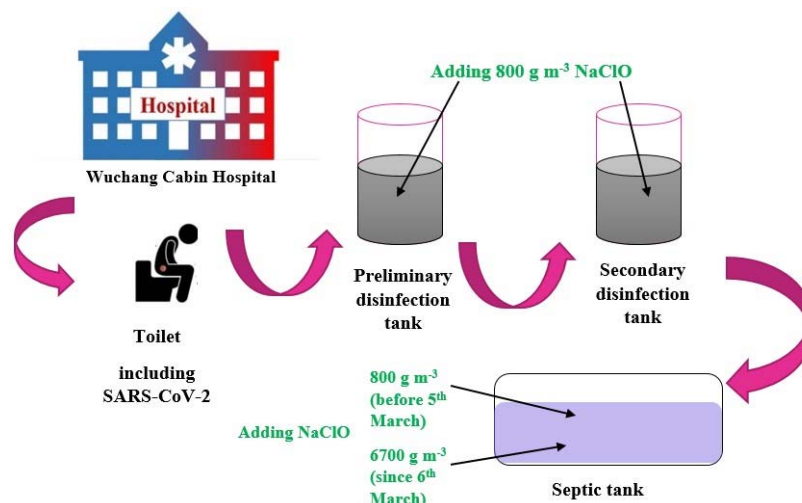 Hospital
Wuchang Cabin Hospital
Adding 800 g m⁻³ NaClO
Toilet
including
SARS-CoV-2
Preliminary
disinfection
tank
Secondary
disinfection
tank
Adding NaClO
800 g m⁻³
(before 5ᵗʰ
March)
6700 g m⁻³
(since 6ᵗʰ
March)
Septic tank